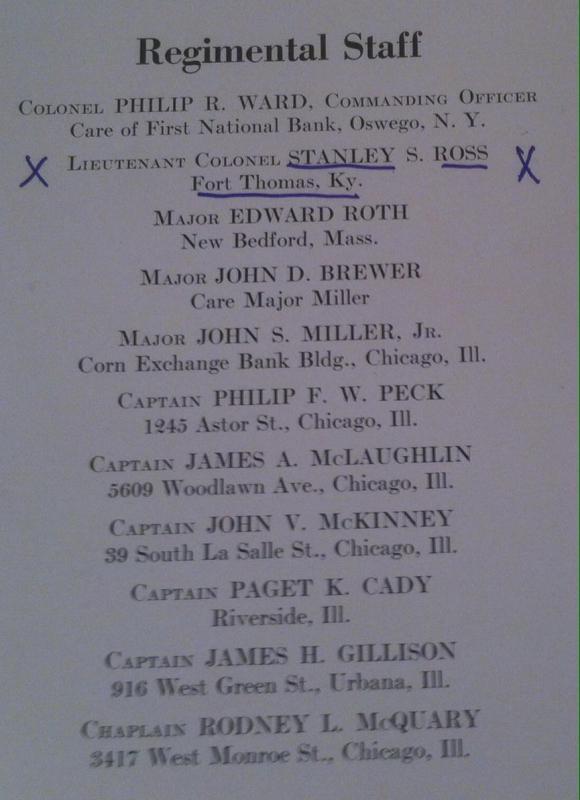 Regimental Staff
Colonel PHILIP R. WARD, Commanding Officer
Care of First National Bank, Oswego, N. Y.
X Lieutenant Colonel STANLEY S. ROSS X
Fort Thomas, Ky.
Major EDWARD ROTH
New Bedford, Mass.
Major JOHN D. BREWER
Care Major Miller
Major JOHN S. MILLER, Jr.
Corn Exchange Bank Bldg., Chicago, Ill.
Captain PHILIP F. W. PECK
1245 Astor St., Chicago, Ill.
Captain JAMES A. McLAUGHLIN
5609 Woodlawn Ave., Chicago, Ill.
Captain JOHN V. McKINNEY
39 South La Salle St., Chicago, Ill.
Captain PAGET K. CADY
Riverside, Ill.
Captain JAMES H. GILLISON
916 West Green St., Urbana, Ill.
Chaplain RODNEY L. McQUARY
3417 West Monroe St., Chicago, Ill.